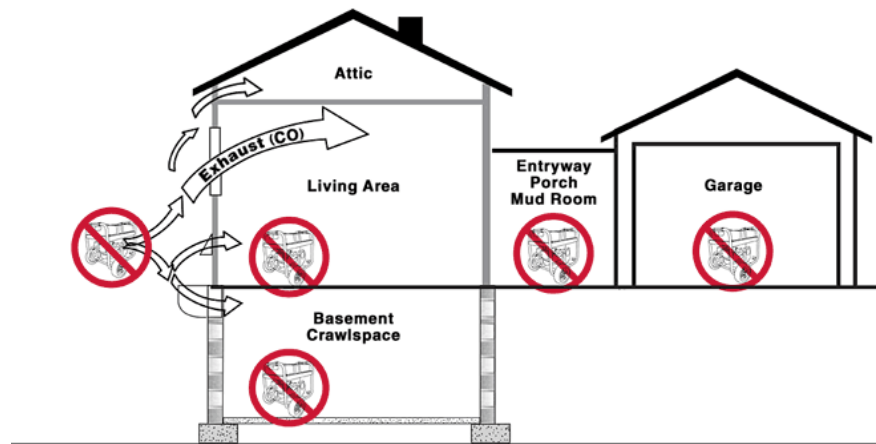 Attic
Exhaust (CO)
Living Area
Entryway
Porch
Mud Room
Garage
Basement
Crawlspace